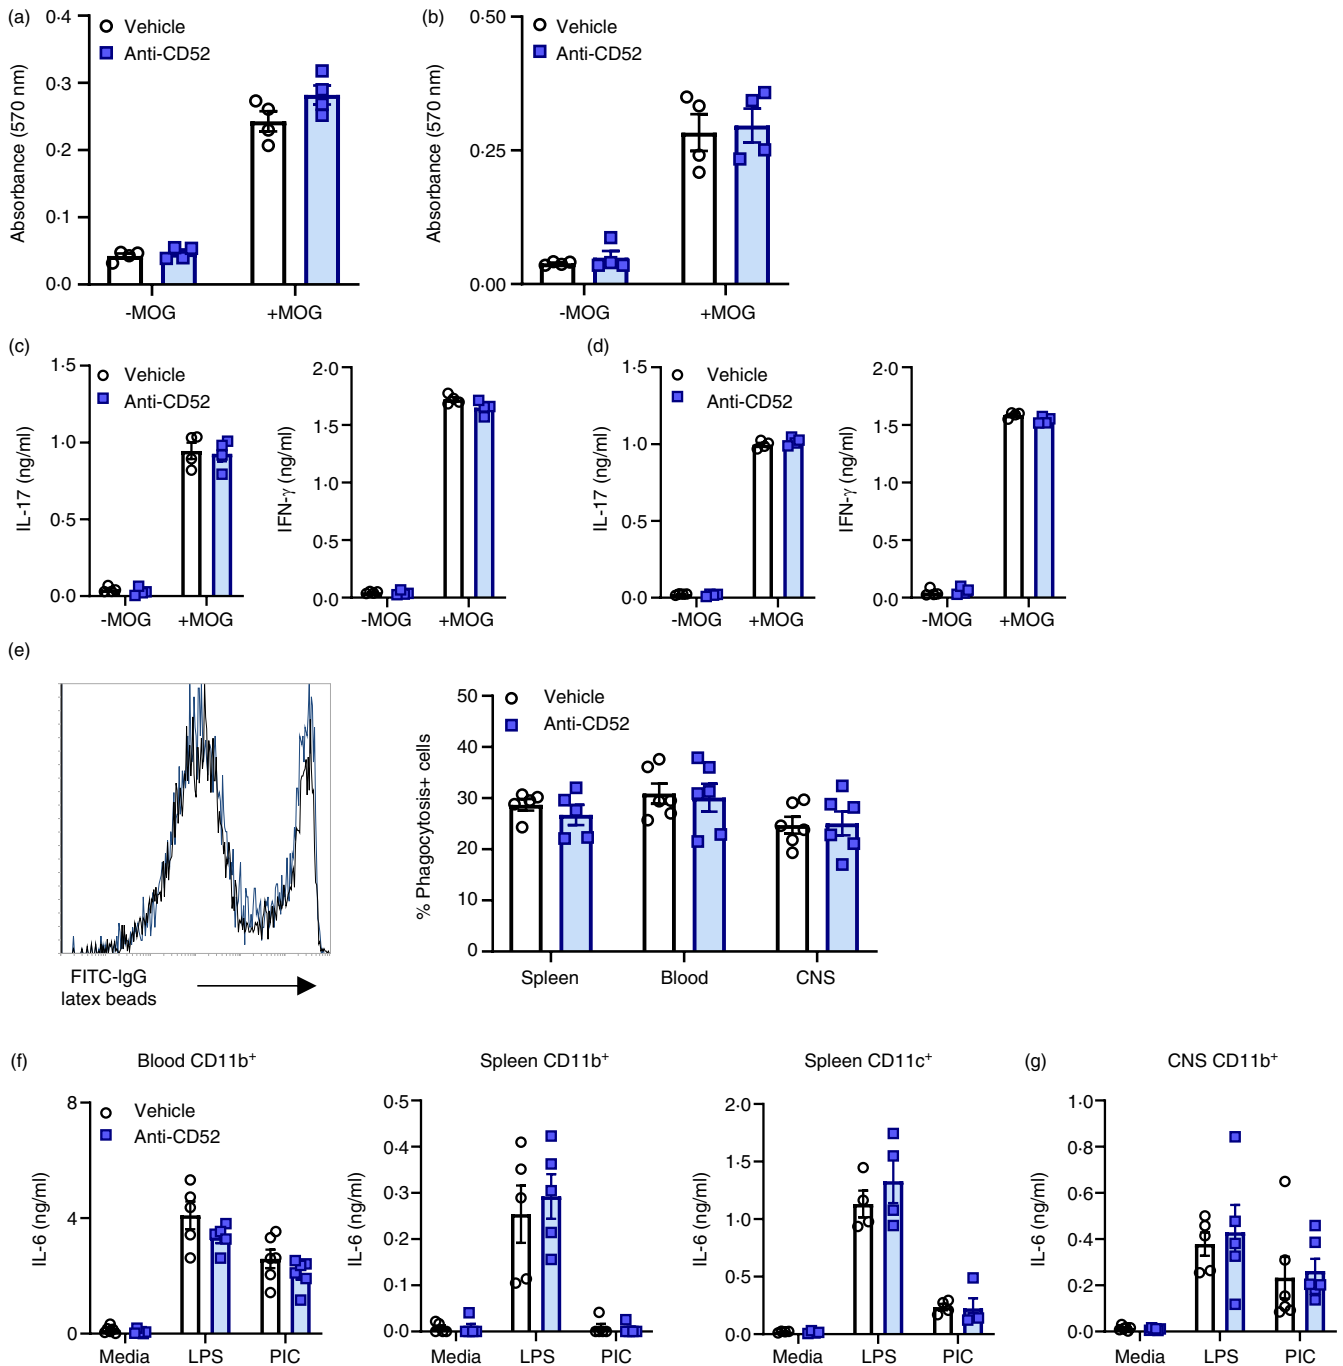 (a)
0·4
0·3
0·2
0·1
0·0
Absorbance (570 nm)
Vehicle
Anti-CD52
-MOG
+MOG
(b)
0·50
0·25
0·00
Absorbance (570 nm)
Vehicle
Anti-CD52
-MOG
+MOG
(c)
1·5
1·0
0·5
0·0
IL-17 (ng/ml)
Vehicle
Anti-CD52
-MOG
+MOG
2·0
1·5
1·0
0·5
0·0
IFN-γ (ng/ml)
-MOG
+MOG
(d)
1·5
1·0
0·5
0·0
IL-17 (ng/ml)
Vehicle
Anti-CD52
-MOG
+MOG
2·0
1·5
1·0
0·5
0·0
IFN-γ (ng/ml)
-MOG
+MOG
(e)
FITC-IgG
latex beads
50
40
30
20
10
0
% Phagocytosis+ cells
Vehicle
Anti-CD52
Spleen
Blood
CNS
(f)
Blood CD11b⁺
8
4
0
IL-6 (ng/ml)
Vehicle
Anti-CD52
Media
LPS
PIC
Spleen CD11b⁺
0·5
0·4
0·3
0·2
0·1
0·0
IL-6 (ng/ml)
Media
LPS
PIC
Spleen CD11c⁺
2·0
1·5
1·0
0·5
0·0
IL-6 (ng/ml)
Media
LPS
PIC
(g)
CNS CD11b⁺
1·0
0·8
0·6
0·4
0·2
0·0
IL-6 (ng/ml)
Media
LPS
PIC